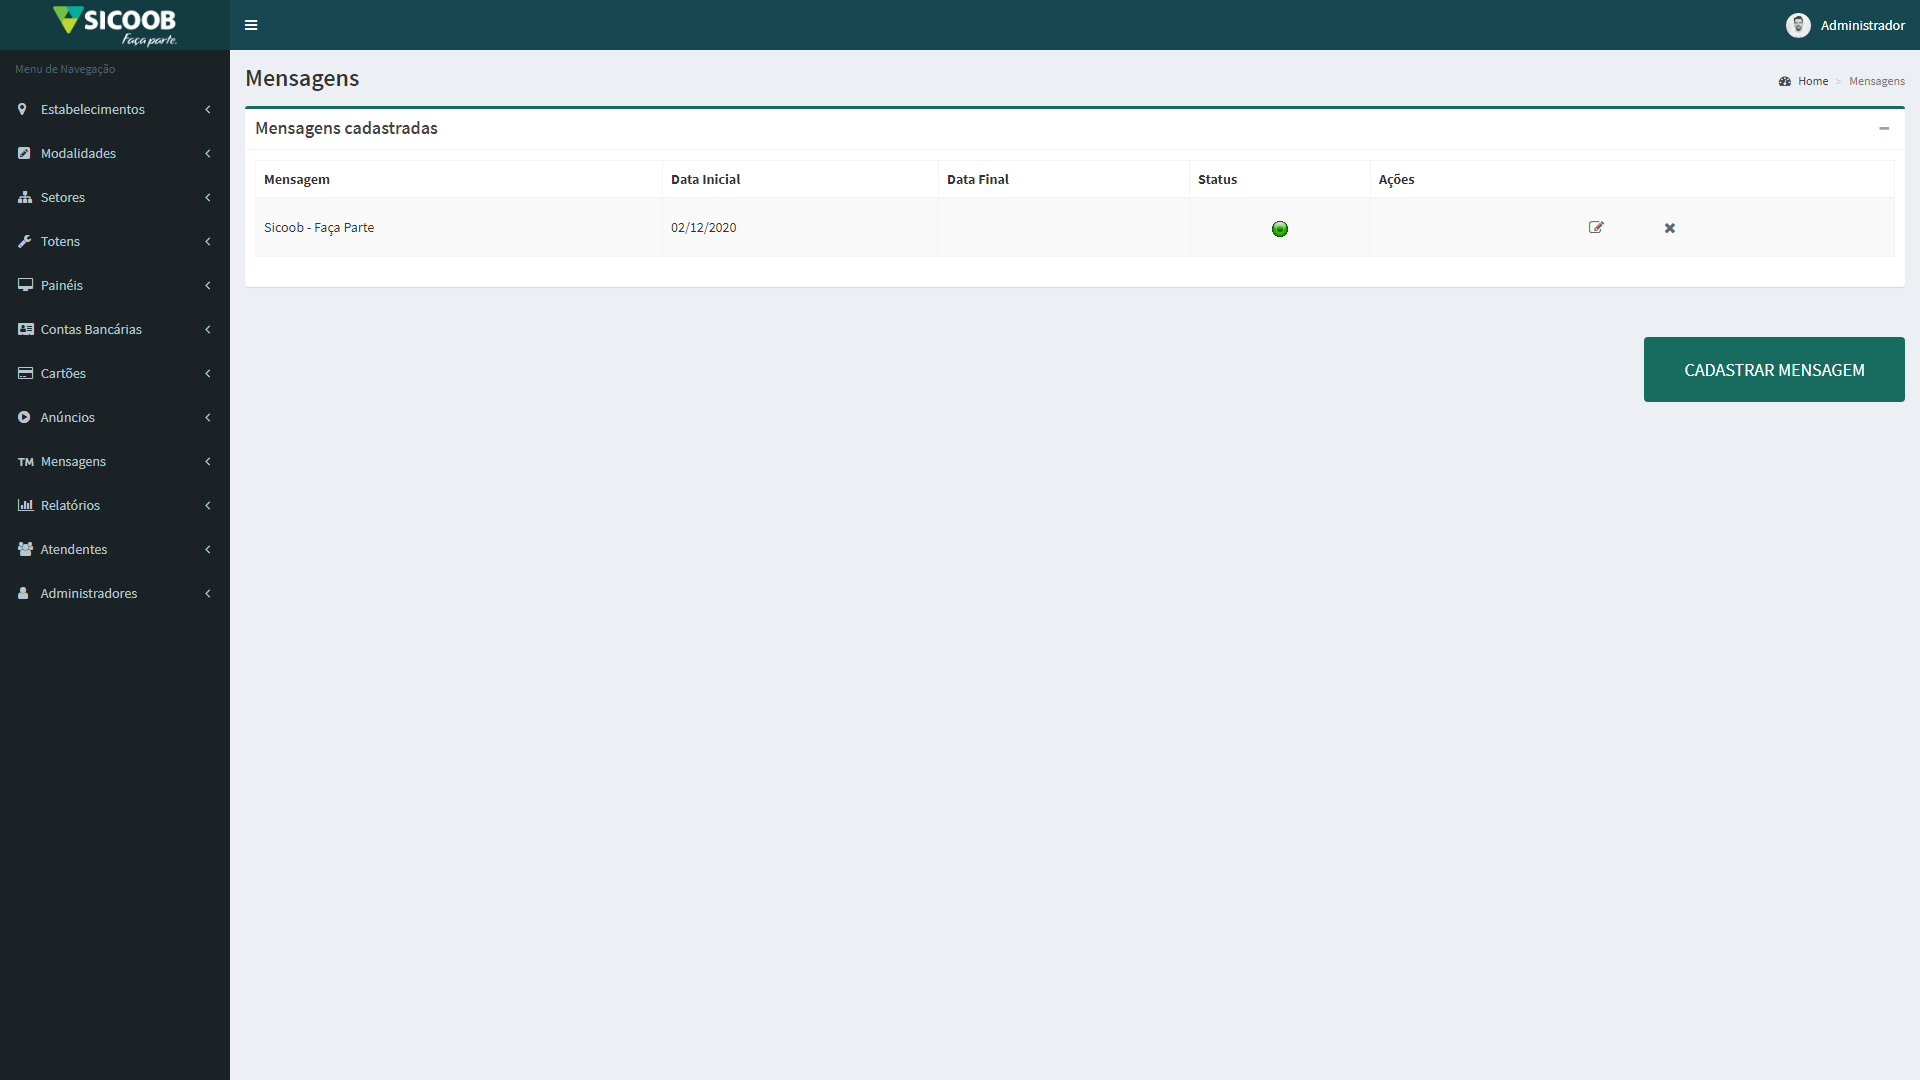 SICOOB
Faça parte.
Administrador
Menu de Navegação
Estabelecimentos
Modalidades
Setores
Totens
Painéis
Contas Bancárias
Cartões
Anúncios
TM Mensagens
Relatórios
Atendentes
Administradores
Mensagens
Home > Mensagens
Mensagens cadastradas
Mensagem Data Inicial Data Final Status Ações
Sicoob - Faça Parte 02/12/2020
CADASTRAR MENSAGEM